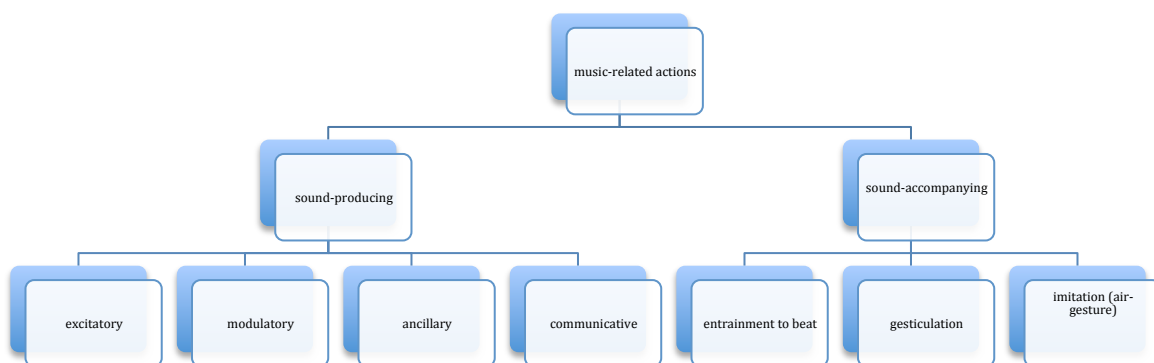 music-related actions
sound-producing
sound-accompanying
excitatory
modulatory
ancillary
communicative
entrainment to beat
gesticulation
imitation (air-
gesture)